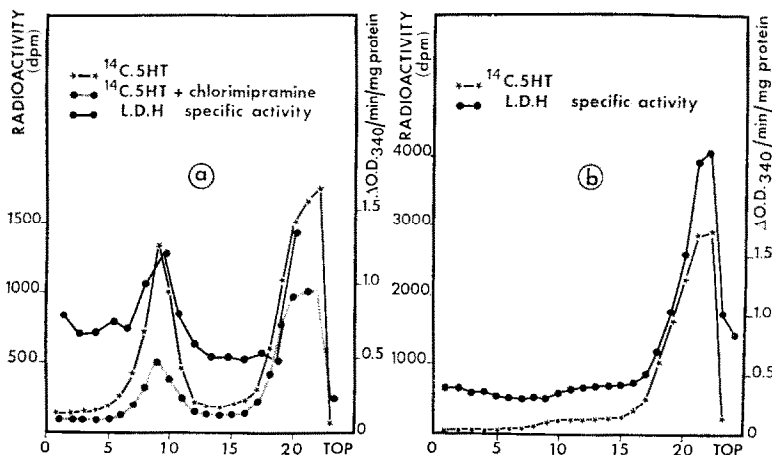 RADIOACTIVITY
(dpm)
¹⁴C.5HT
¹⁴C.5HT + chlorimipramine
L.D.H specific activity
a
1500
1000
500
0
5
10
15
20
TOP
1.5
1.0
0.5
0
ΔO.D.340/min/mg protein
RADIOACTIVITY
(dpm)
¹⁴C.5HT
L.D.H specific activity
b
4000
3000
2000
1000
0
5
10
15
20
TOP
1.5
1.0
0.5
0
ΔO.D.340/min/mg protein